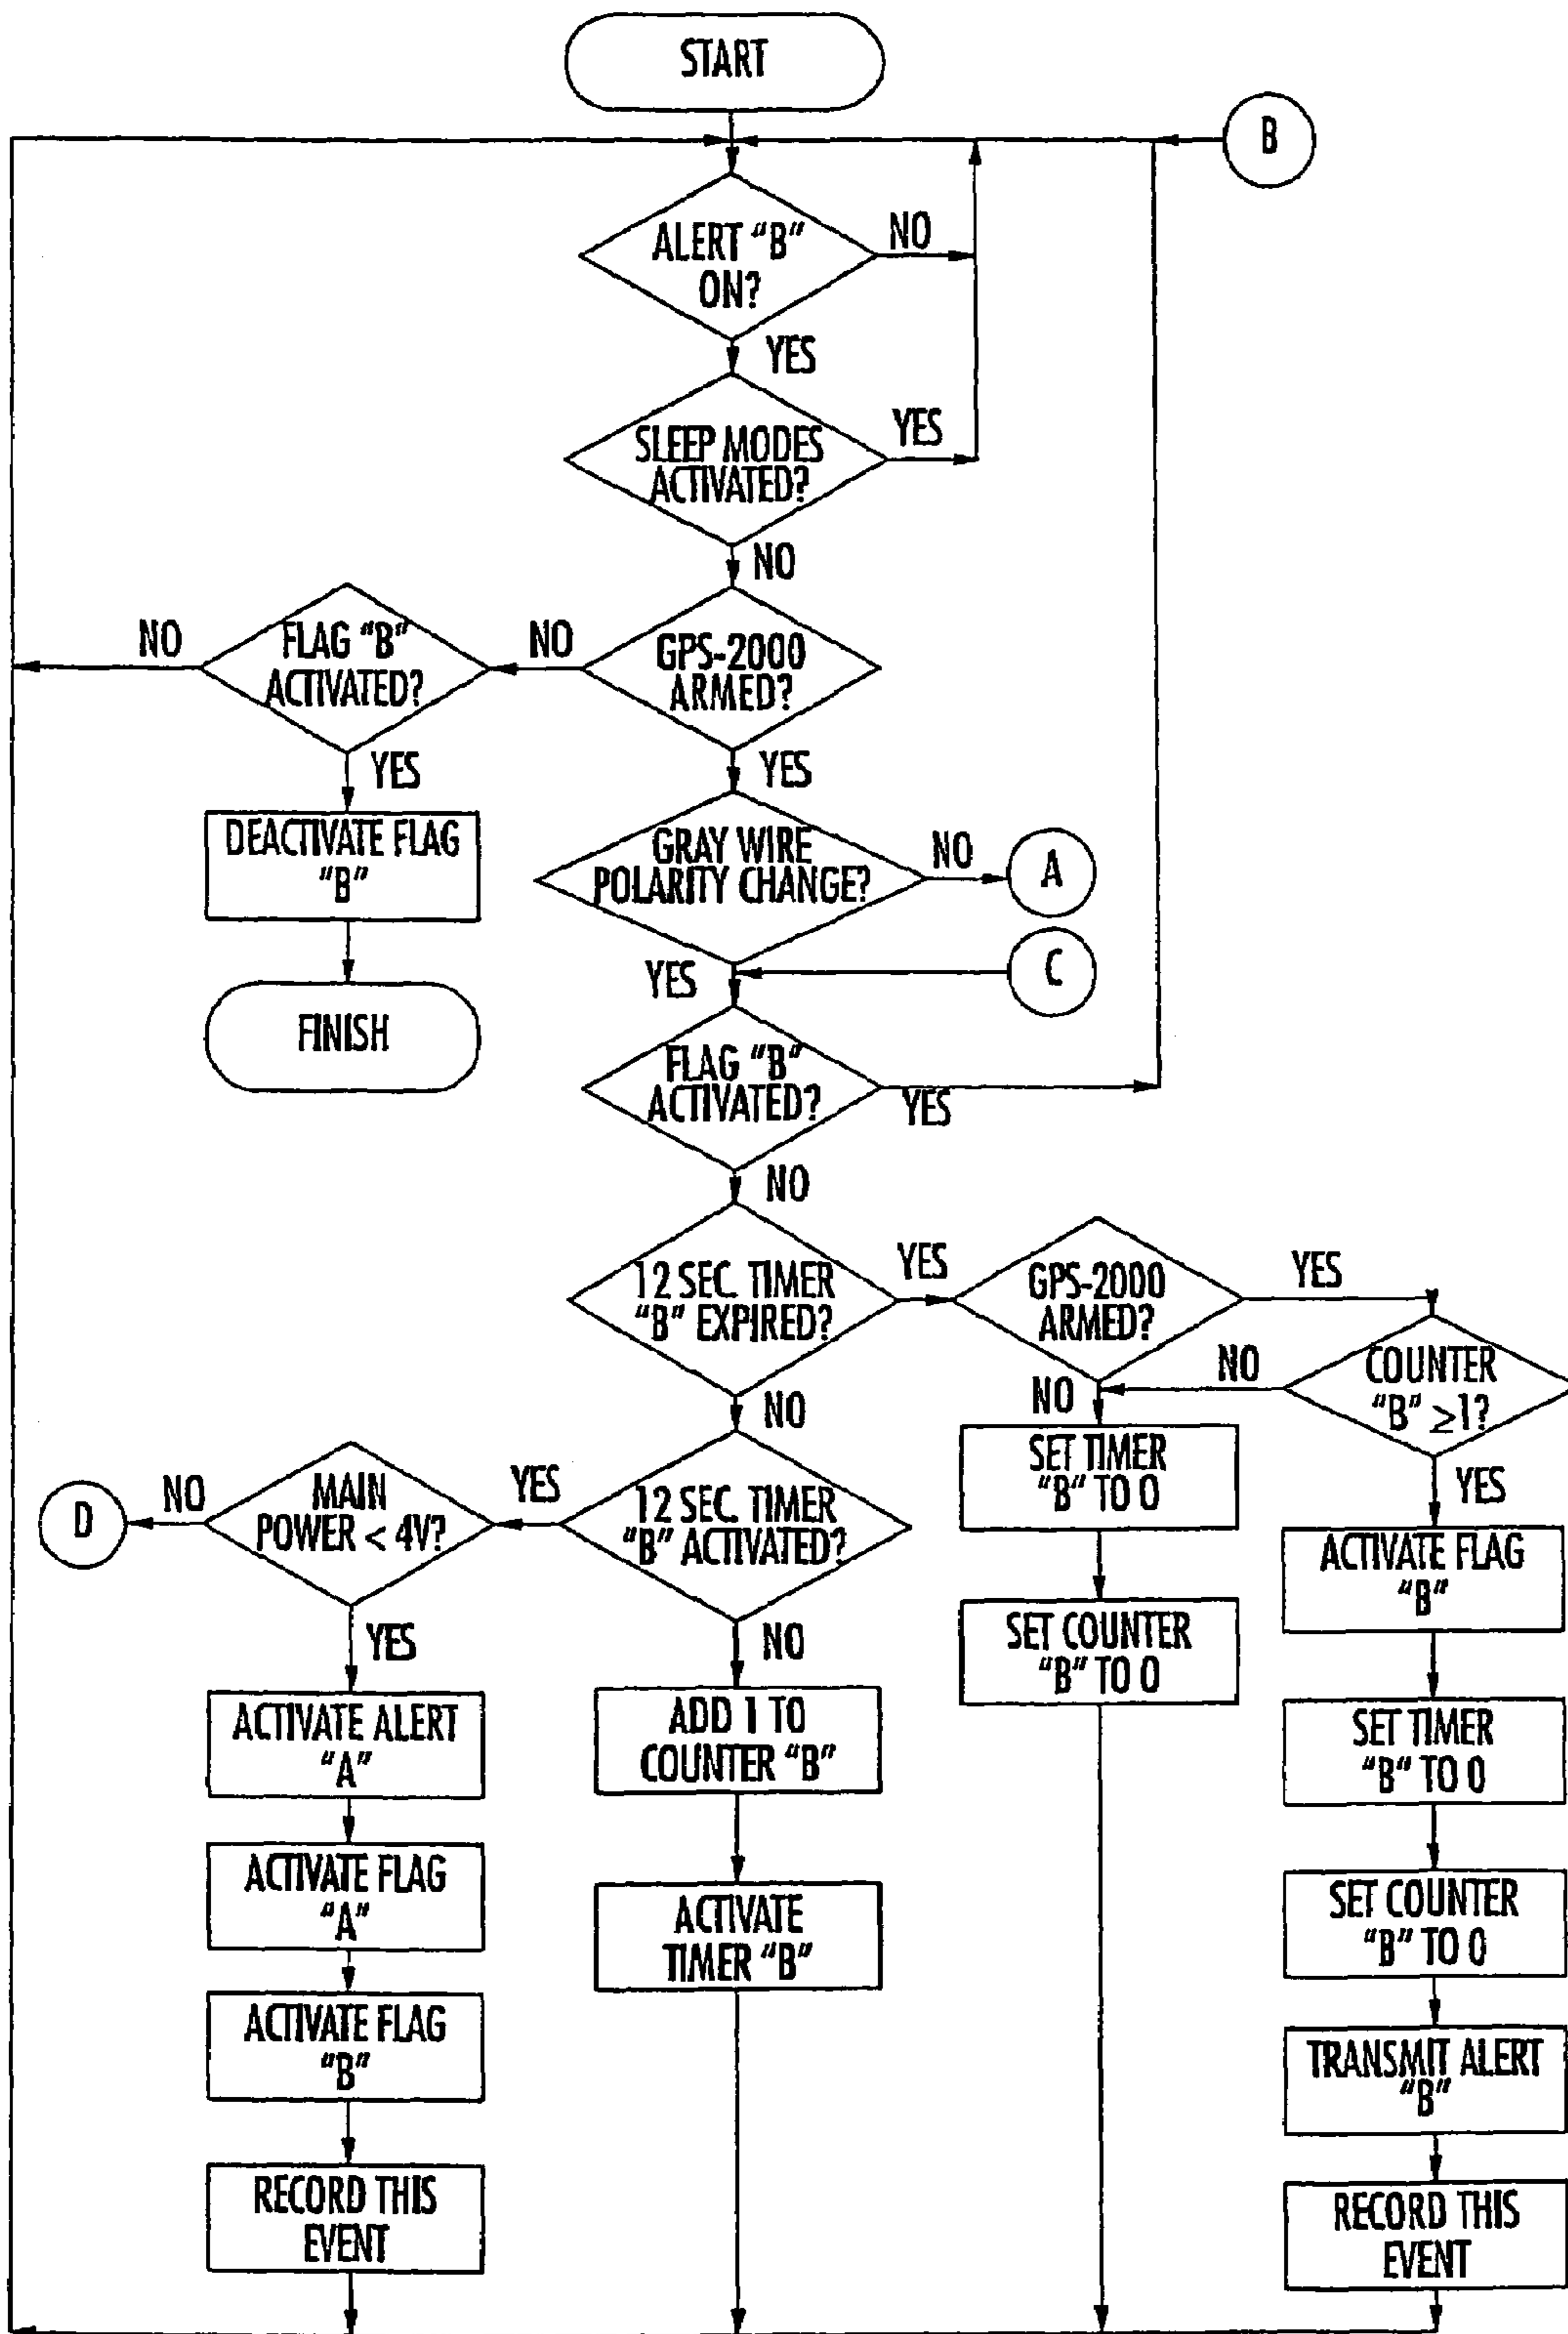 START
B
ALERT "B"
ON?
NO
YES
SLEEP MODES
ACTIVATED?
YES
NO
GPS-2000
ARMED?
NO
FLAG "B"
ACTIVATED?
NO
YES
DEACTIVATE FLAG
"B"
FINISH
YES
GRAY WIRE
POLARITY CHANGE?
NO
A
YES
C
FLAG "B"
ACTIVATED?
YES
NO
12 SEC. TIMER
"B" EXPIRED?
YES
GPS-2000
ARMED?
YES
COUNTER
"B" ≥1?
NO
NO
SET TIMER
"B" TO 0
SET COUNTER
"B" TO 0
YES
ACTIVATE FLAG
"B"
SET TIMER
"B" TO 0
SET COUNTER
"B" TO 0
TRANSMIT ALERT
"B"
RECORD THIS
EVENT
NO
12 SEC. TIMER
"B" ACTIVATED?
YES
MAIN
POWER < 4V?
NO
D
YES
ACTIVATE ALERT
"A"
ACTIVATE FLAG
"A"
ACTIVATE FLAG
"B"
RECORD THIS
EVENT
NO
ADD 1 TO
COUNTER "B"
ACTIVATE
TIMER "B"